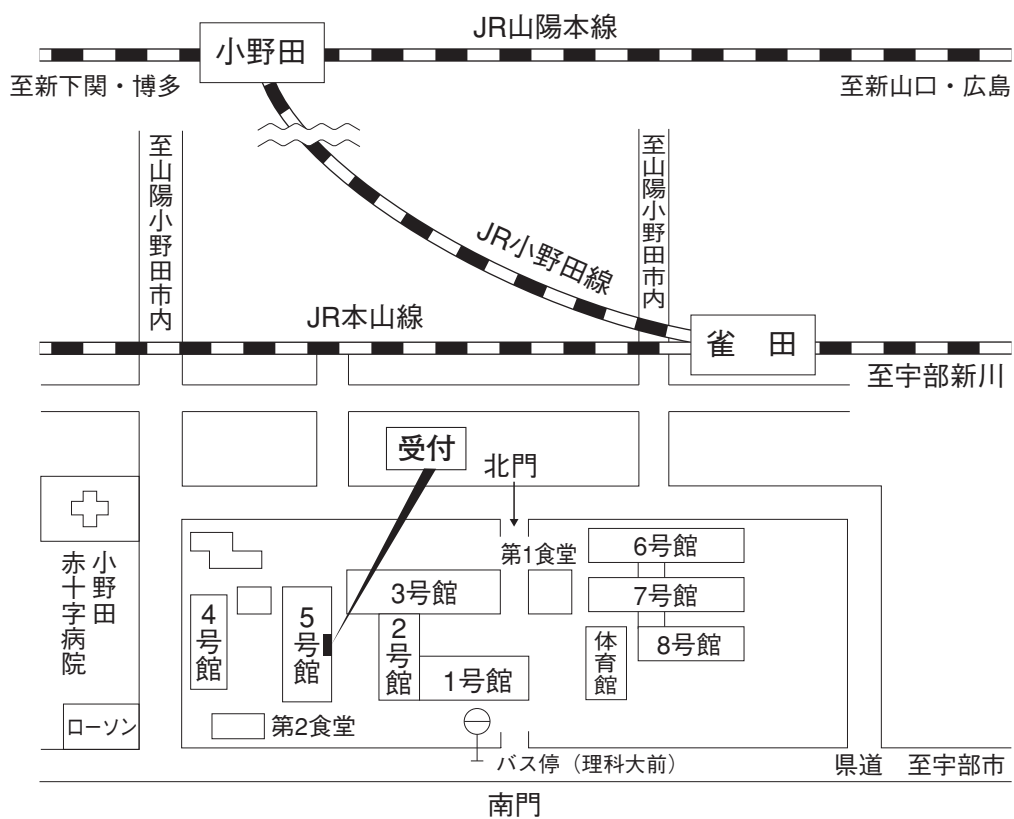 JR山陽本線
小野田
至新下関・博多
至新山口・広島
至山陽小野田市内
至山陽小野田市内
JR小野田線
JR本山線
雀　田
至宇部新川
受付
北門
第1食堂
6号館
小野田
赤十字病院
3号館
7号館
4号館
5号館
2号館
体育館
8号館
1号館
ローソン
第2食堂
バス停（理科大前）
県道
至宇部市
南門